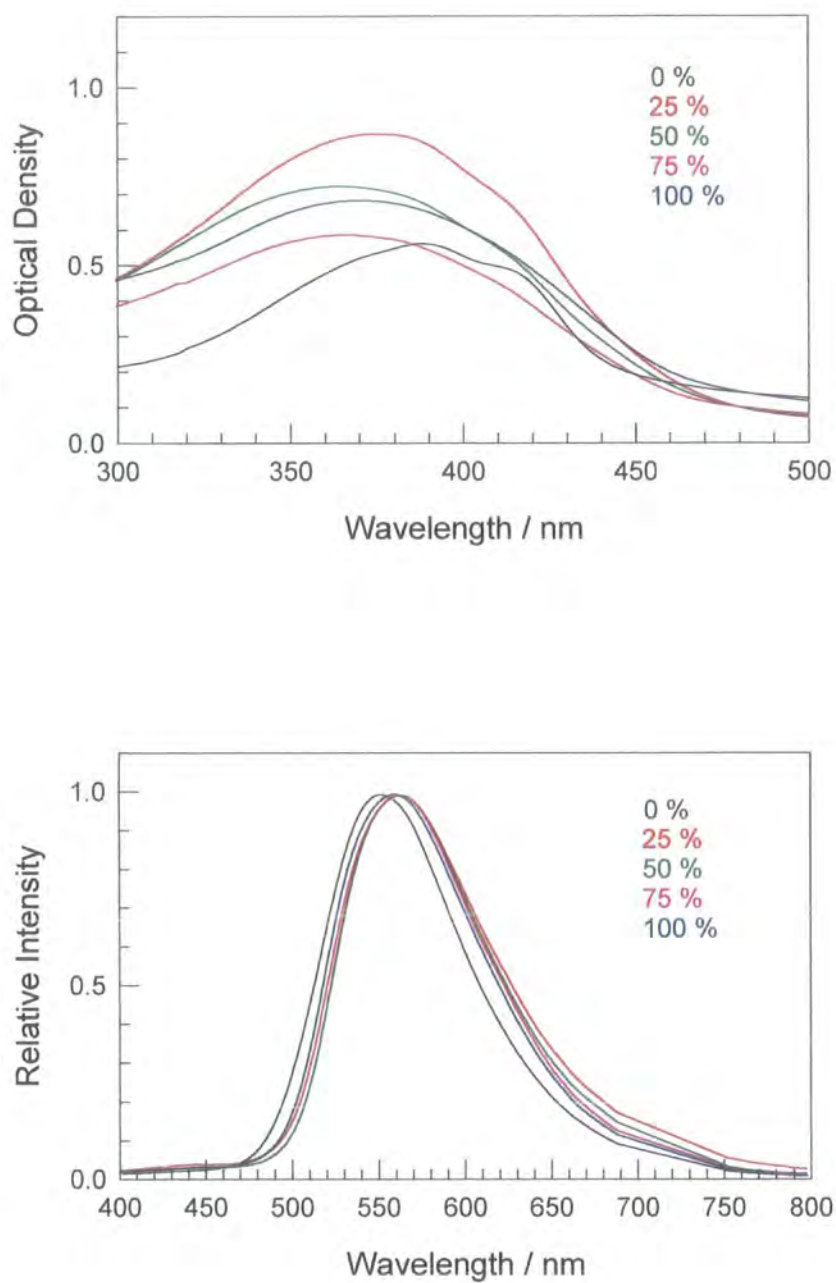 1.0
0.5
0.0
Optical Density
0 %
25 %
50 %
75 %
100 %
300 350 400 450 500
Wavelength / nm
1.0
0.5
0.0
Relative Intensity
0 %
25 %
50 %
75 %
100 %
400 450 500 550 600 650 700 750 800
Wavelength / nm